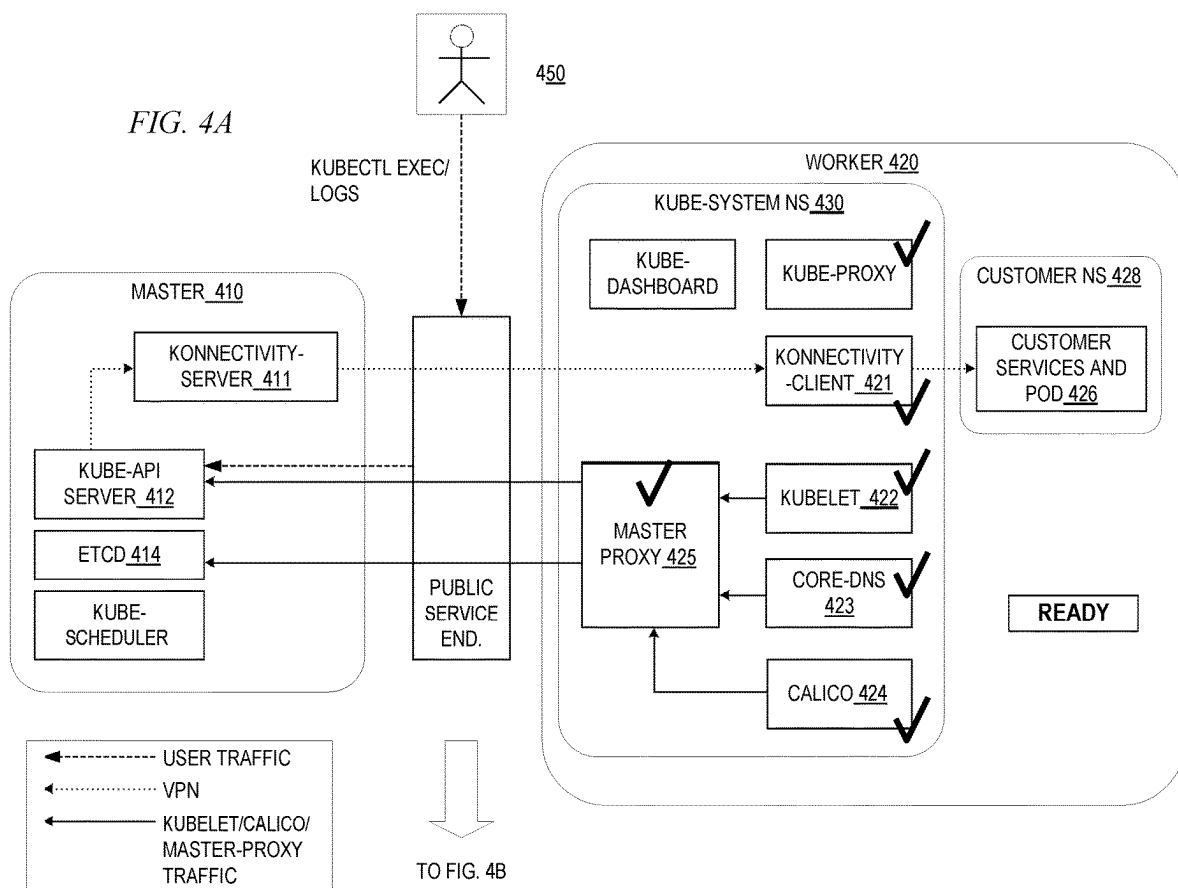 450
FIG. 4A
KUBECTL EXEC/
LOGS
WORKER 420
KUBE-SYSTEM NS 430
KUBE-
DASHBOARD
KUBE-PROXY
CUSTOMER NS 428
MASTER 410
KONNECTIVITY-
SERVER 411
KONNECTIVITY
-CLIENT 421
CUSTOMER
SERVICES AND
POD 426
KUBE-API
SERVER 412
MASTER
PROXY 425
KUBELET 422
ETCD 414
CORE-DNS
423
KUBE-
SCHEDULER
PUBLIC
SERVICE
END.
READY
CALICO 424
USER TRAFFIC
VPN
KUBELET/CALICO/
MASTER-PROXY
TRAFFIC
TO FIG. 4B